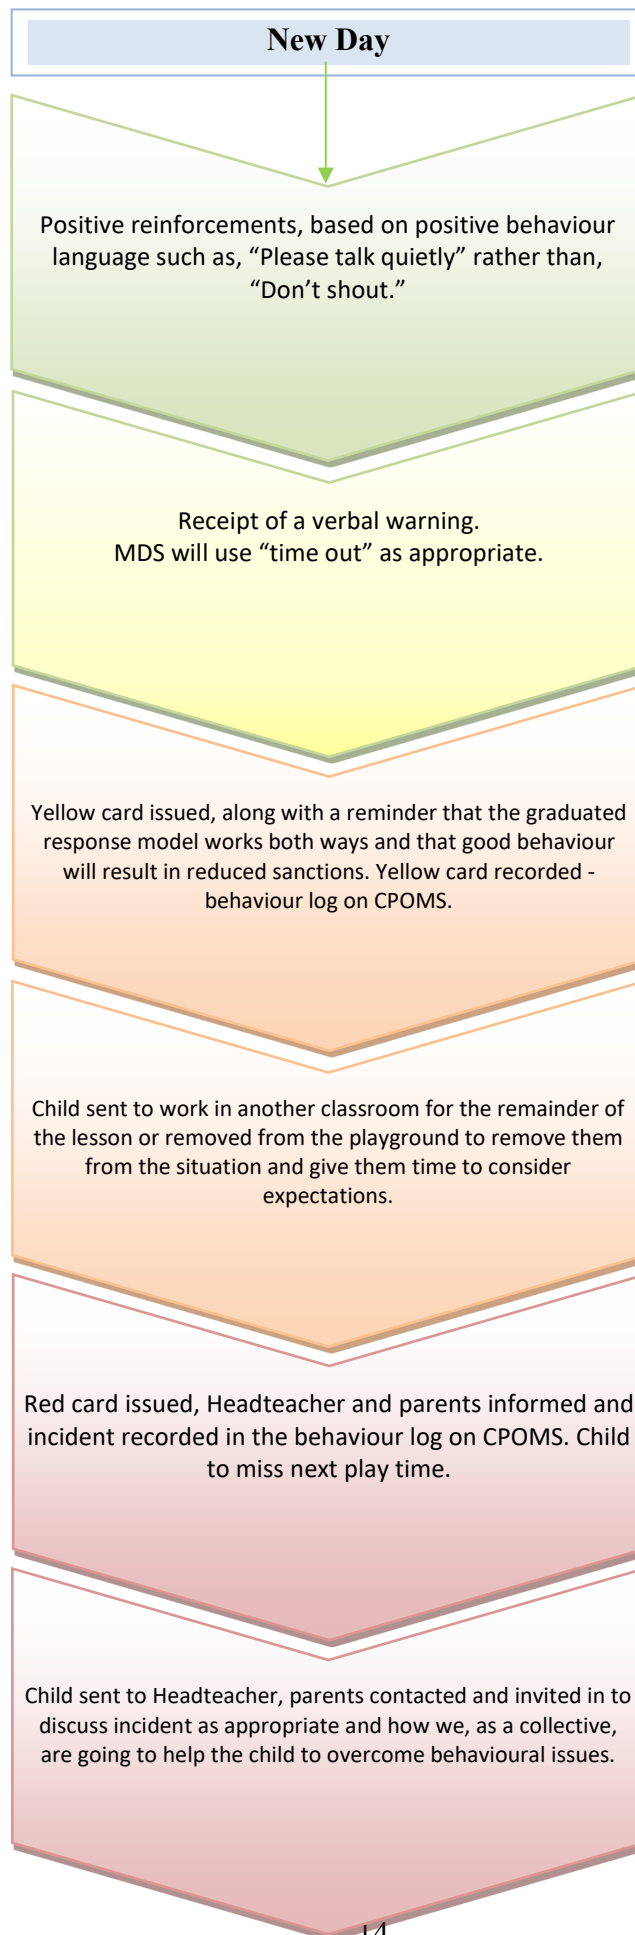 New Day
Positive reinforcements, based on positive behaviour
language such as, “Please talk quietly” rather than,
“Don’t shout.”
Receipt of a verbal warning.
MDS will use “time out” as appropriate.
Yellow card issued, along with a reminder that the graduated
response model works both ways and that good behaviour
will result in reduced sanctions. Yellow card recorded -
behaviour log on CPOMS.
Child sent to work in another classroom for the remainder of
the lesson or removed from the playground to remove them
from the situation and give them time to consider
expectations.
Red card issued, Headteacher and parents informed and
incident recorded in the behaviour log on CPOMS. Child
to miss next play time.
Child sent to Headteacher, parents contacted and invited in to
discuss incident as appropriate and how we, as a collective,
are going to help the child to overcome behavioural issues.
14